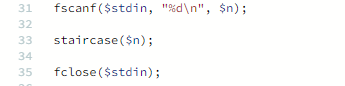 31 fscanf($stdin, "%d\n", $n);
32
33 staircase($n);
34
35 fclose($stdin);